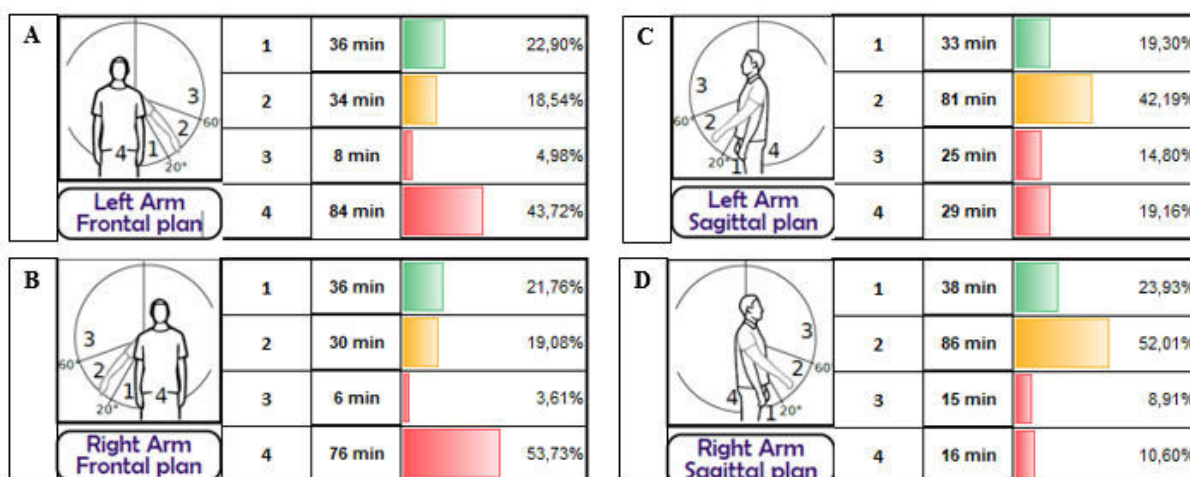 A
3
2
60°
4
1
20°
Left Arm
Frontal plan
1 36 min 22,90%
2 34 min 18,54%
3 8 min 4,98%
4 84 min 43,72%
C
3
60°
2
20°
1
4
Left Arm
Sagittal plan
1 33 min 19,30%
2 81 min 42,19%
3 25 min 14,80%
4 29 min 19,16%
B
3
60°
2
1
4
20°
Right Arm
Frontal plan
1 36 min 21,76%
2 30 min 19,08%
3 6 min 3,61%
4 76 min 53,73%
D
3
2
60°
4
1
20°
Right Arm
Sagittal plan
1 38 min 23,93%
2 86 min 52,01%
3 15 min 8,91%
4 16 min 10,60%